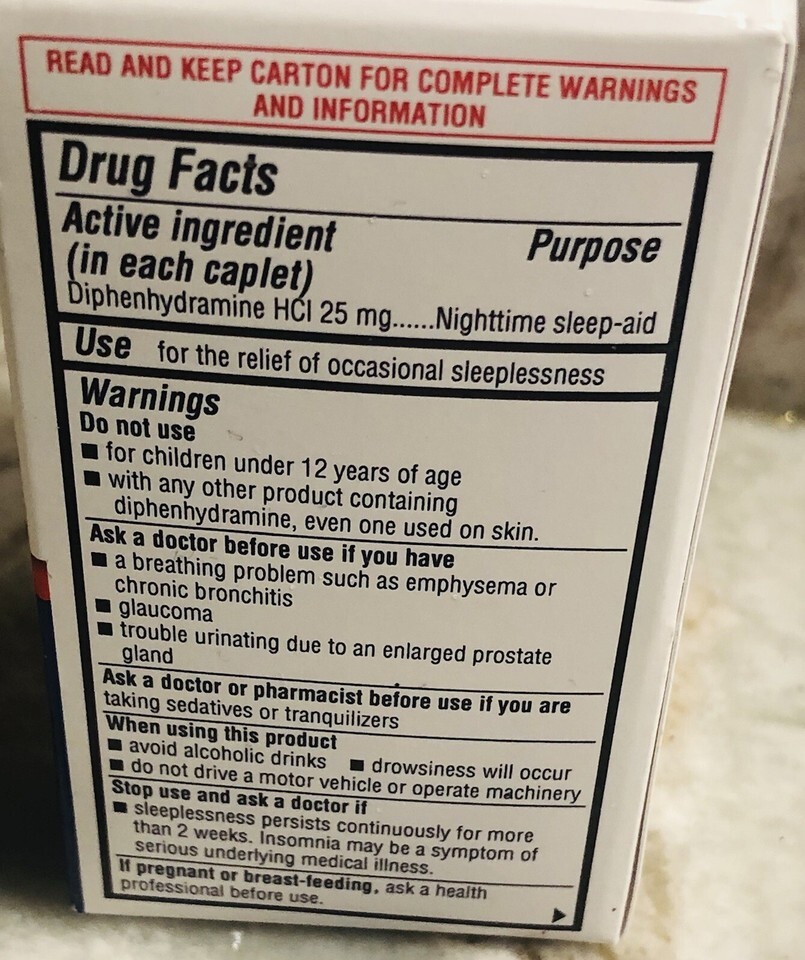 READ AND KEEP CARTON FOR COMPLETE WARNINGS
AND INFORMATION
Drug Facts
Active ingredient
(in each caplet) Purpose
Diphenhydramine HCl 25 mg......Nighttime sleep-aid
Use for the relief of occasional sleeplessness
Warnings
Do not use
■ for children under 12 years of age
■ with any other product containing
diphenhydramine, even one used on skin.
Ask a doctor before use if you have
■ a breathing problem such as emphysema or
chronic bronchitis
■ glaucoma
■ trouble urinating due to an enlarged prostate
gland
Ask a doctor or pharmacist before use if you are
taking sedatives or tranquilizers
When using this product
■ avoid alcoholic drinks ■ drowsiness will occur
■ do not drive a motor vehicle or operate machinery
Stop use and ask a doctor if
■ sleeplessness persists continuously for more
than 2 weeks. Insomnia may be a symptom of
serious underlying medical illness.
If pregnant or breast-feeding, ask a health
professional before use.